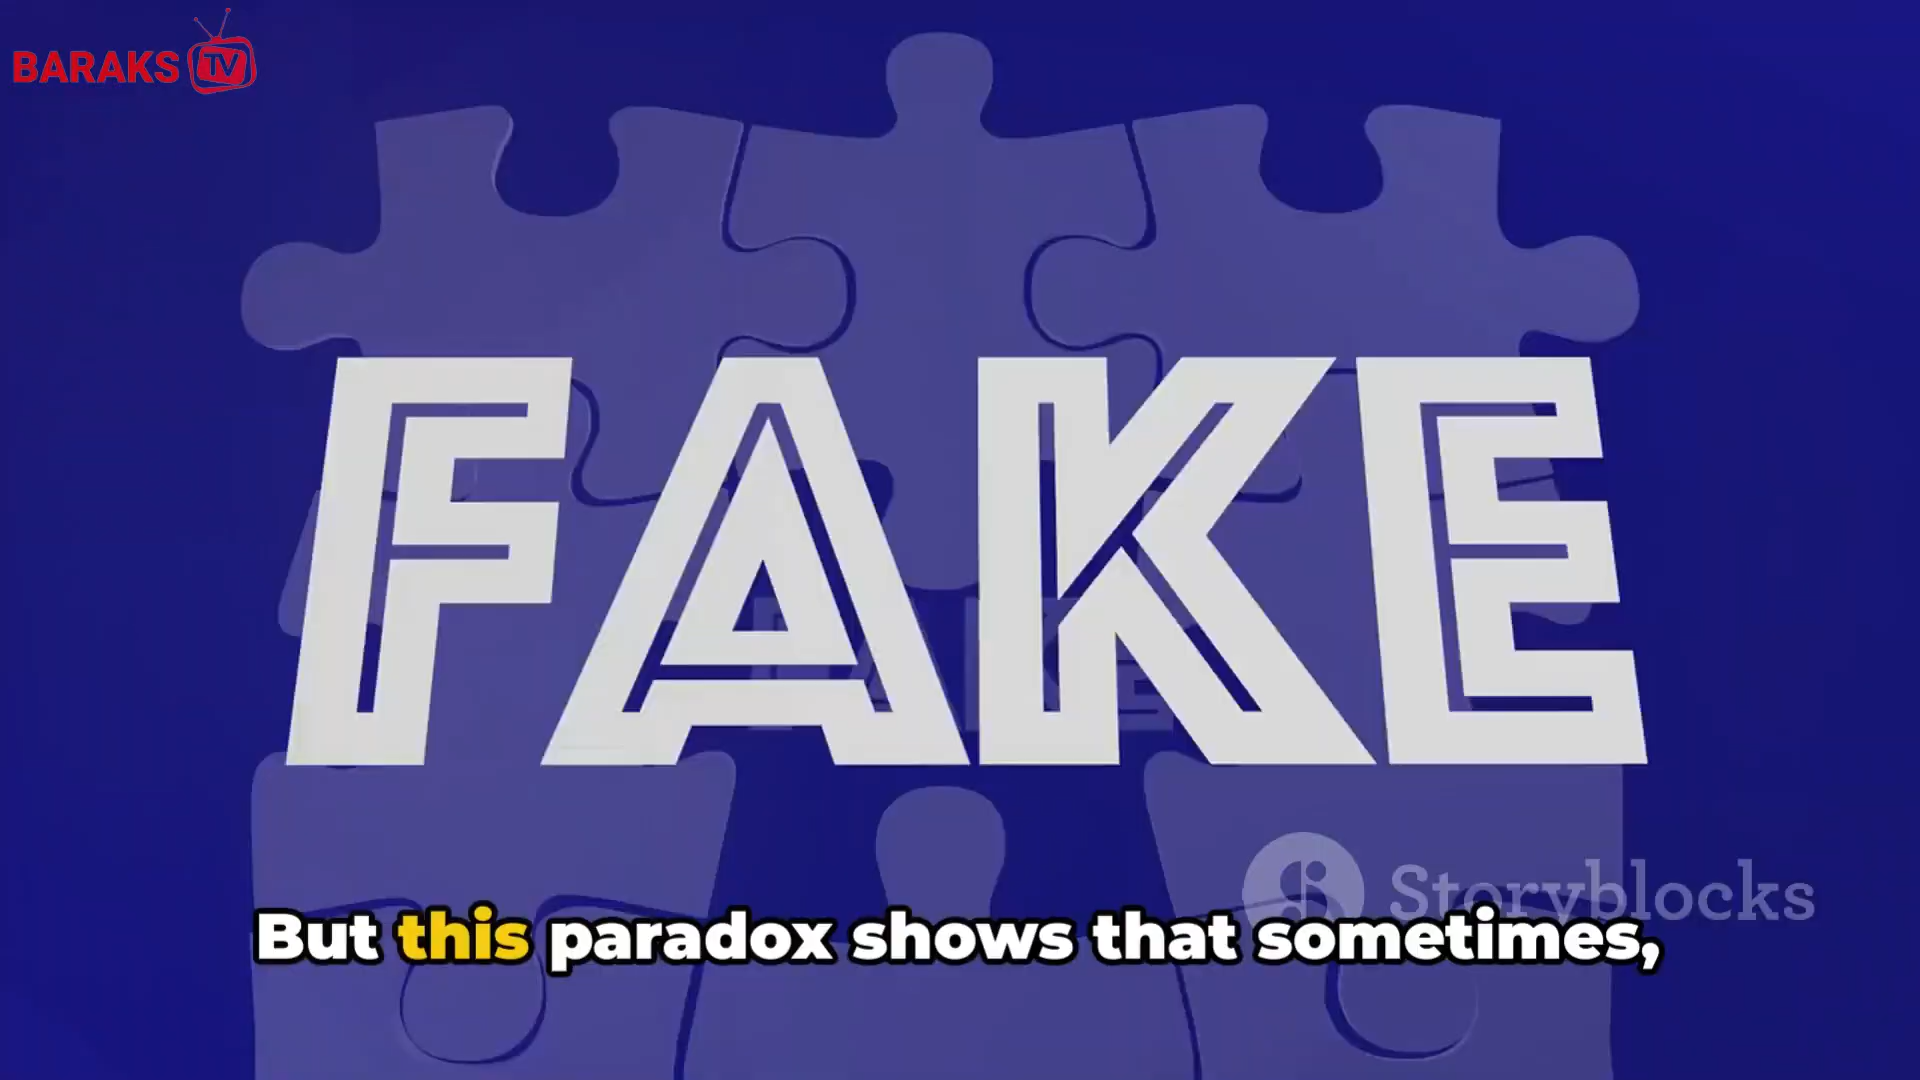 BARAKS TV
FAKE
Storyblocks
But this paradox shows that sometimes,